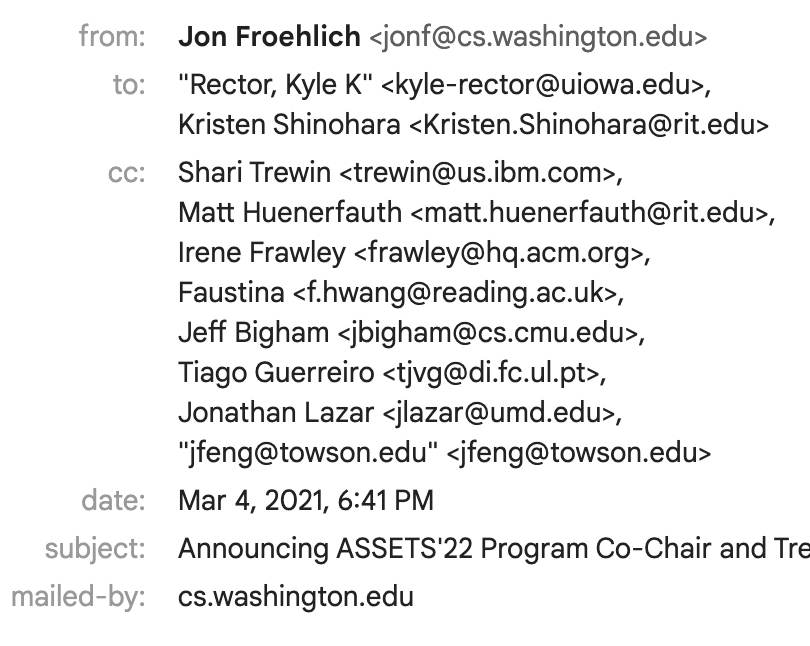 from: Jon Froehlich <jonf@cs.washington.edu>
to: "Rector, Kyle K" <kyle-rector@uiowa.edu>,
Kristen Shinohara <Kristen.Shinohara@rit.edu>
cc: Shari Trewin <trewin@us.ibm.com>,
Matt Huenerfauth <matt.huenerfauth@rit.edu>,
Irene Frawley <frawley@hq.acm.org>,
Faustina <f.hwang@reading.ac.uk>,
Jeff Bigham <jbigham@cs.cmu.edu>,
Tiago Guerreiro <tjvg@di.fc.ul.pt>,
Jonathan Lazar <jlazar@umd.edu>,
"jfeng@towson.edu" <jfeng@towson.edu>
date: Mar 4, 2021, 6:41 PM
subject: Announcing ASSETS'22 Program Co-Chair and Tre
mailed-by: cs.washington.edu